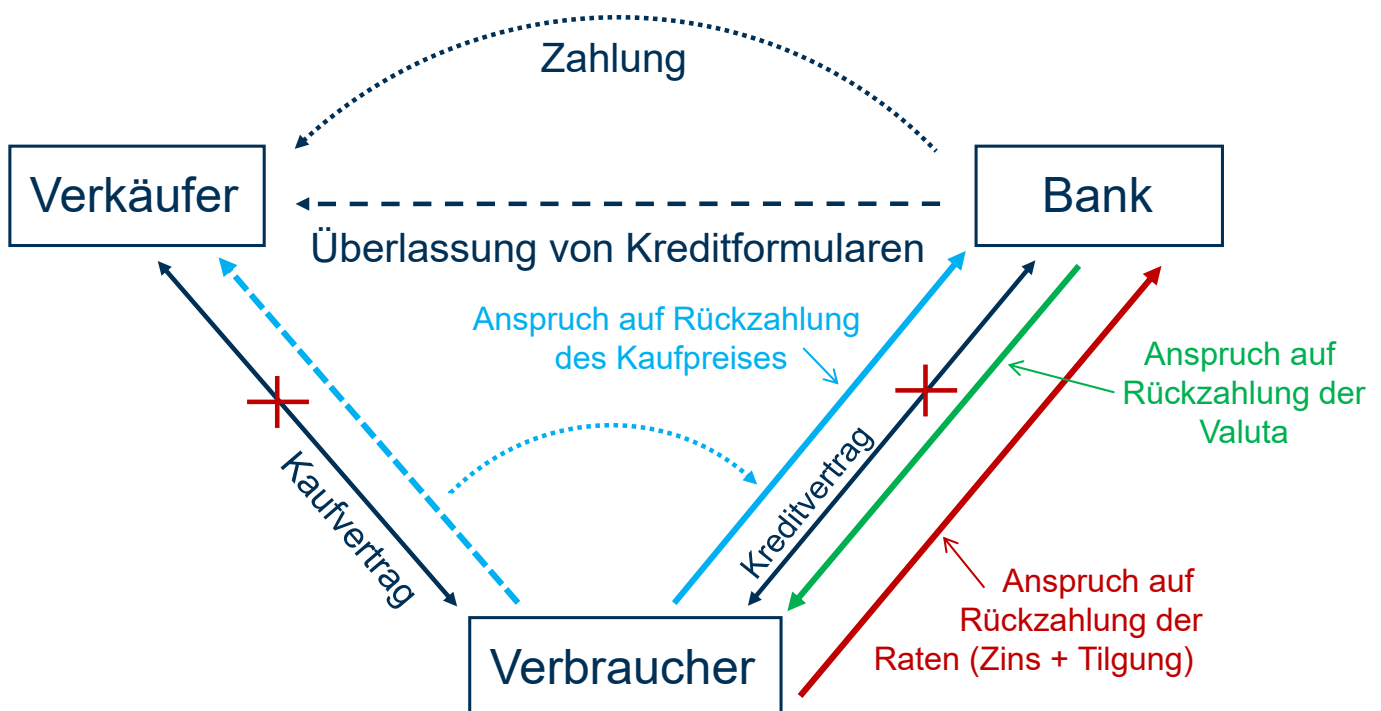 Zahlung
Verkäufer
Bank
Überlassung von Kreditformularen
Anspruch auf Rückzahlung
des Kaufpreises
Anspruch auf
Rückzahlung der
Valuta
Kaufvertrag
Kreditvertrag
Anspruch auf
Rückzahlung der
Raten (Zins + Tilgung)
Verbraucher